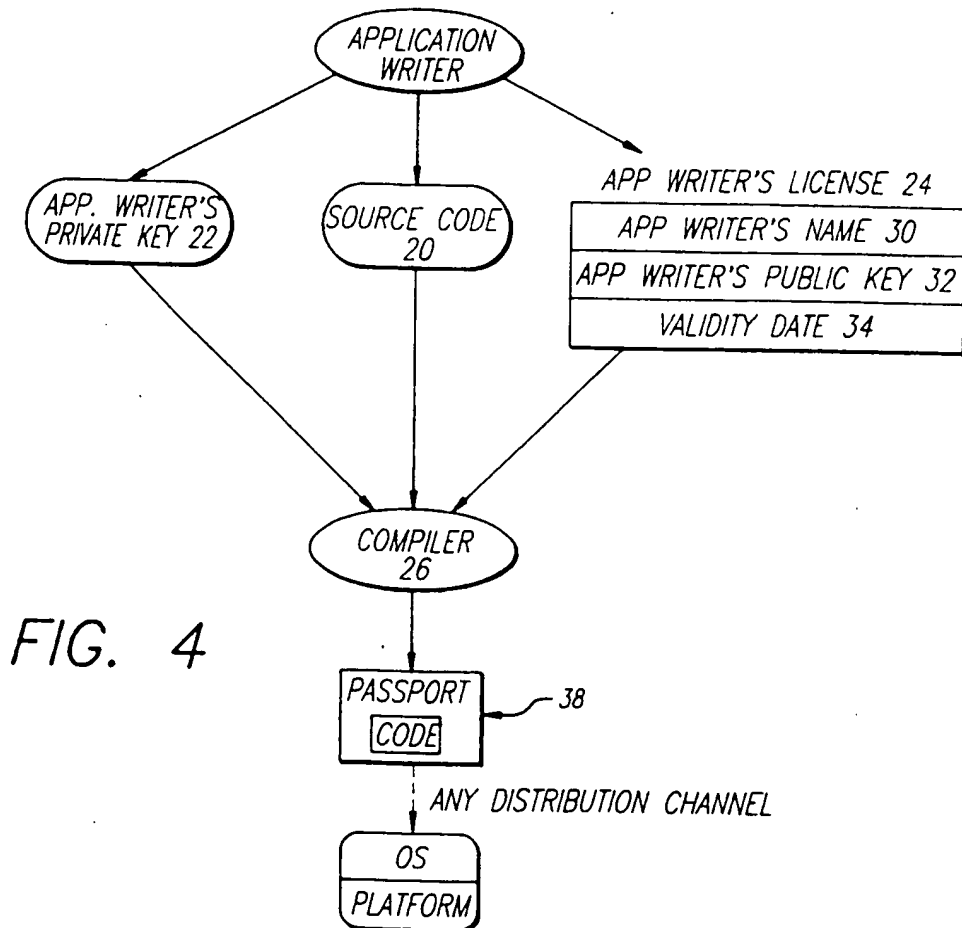 APPLICATION
WRITER
APP. WRITER'S
PRIVATE KEY 22
SOURCE CODE
20
APP WRITER'S LICENSE 24
APP WRITER'S NAME 30
APP WRITER'S PUBLIC KEY 32
VALIDITY DATE 34
COMPILER
26
FIG. 4
PASSPORT
CODE
38
ANY DISTRIBUTION CHANNEL
OS
PLATFORM